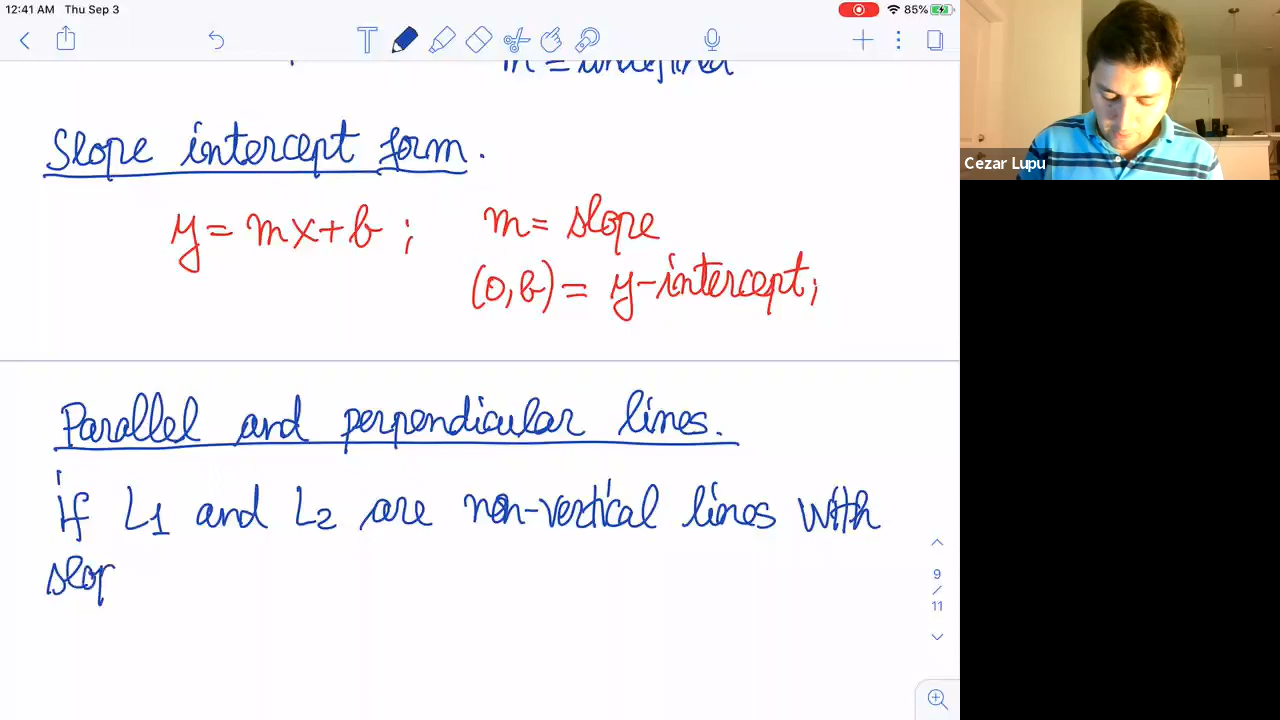 12:41 AM Thu Sep 3
85%
m = undefined
Slope intercept form.
y = mx + b ; m = slope
(0, b) = y-intercept;
Parallel and perpendicular lines.
if L1 and L2 are non-vertical lines with
slop
9
/
11
Cezar Lupu